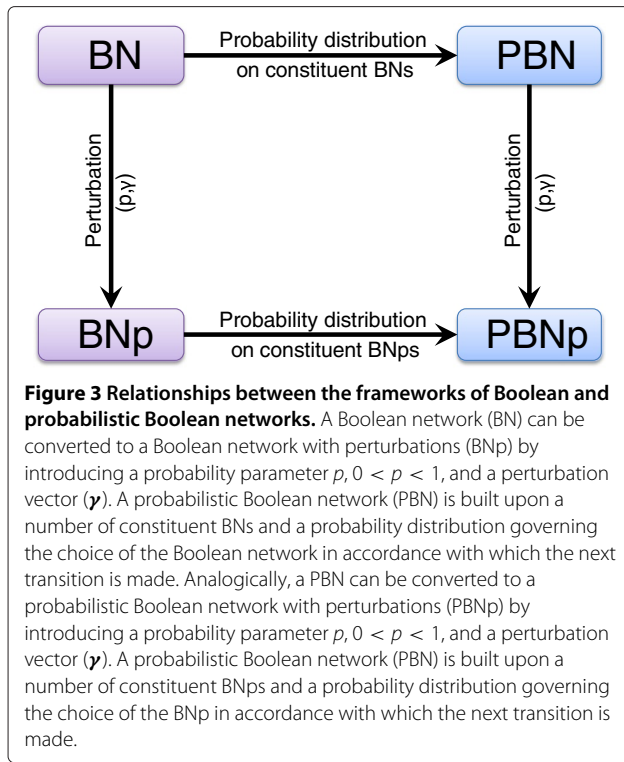 BN
Probability distribution
on constituent BNs
PBN
Perturbation
(p,γ)
Perturbation
(p,γ)
BNp
Probability distribution
on constituent BNps
PBNp
Figure 3 Relationships between the frameworks of Boolean and
probabilistic Boolean networks. A Boolean network (BN) can be
converted to a Boolean network with perturbations (BNp) by
introducing a probability parameter p, 0 < p < 1, and a perturbation
vector (γ). A probabilistic Boolean network (PBN) is built upon a
number of constituent BNs and a probability distribution governing
the choice of the Boolean network in accordance with which the next
transition is made. Analogically, a PBN can be converted to a
probabilistic Boolean network with perturbations (PBNp) by
introducing a probability parameter p, 0 < p < 1, and a perturbation
vector (γ). A probabilistic Boolean network (PBN) is built upon a
number of constituent BNps and a probability distribution governing
the choice of the BNp in accordance with which the next transition is
made.